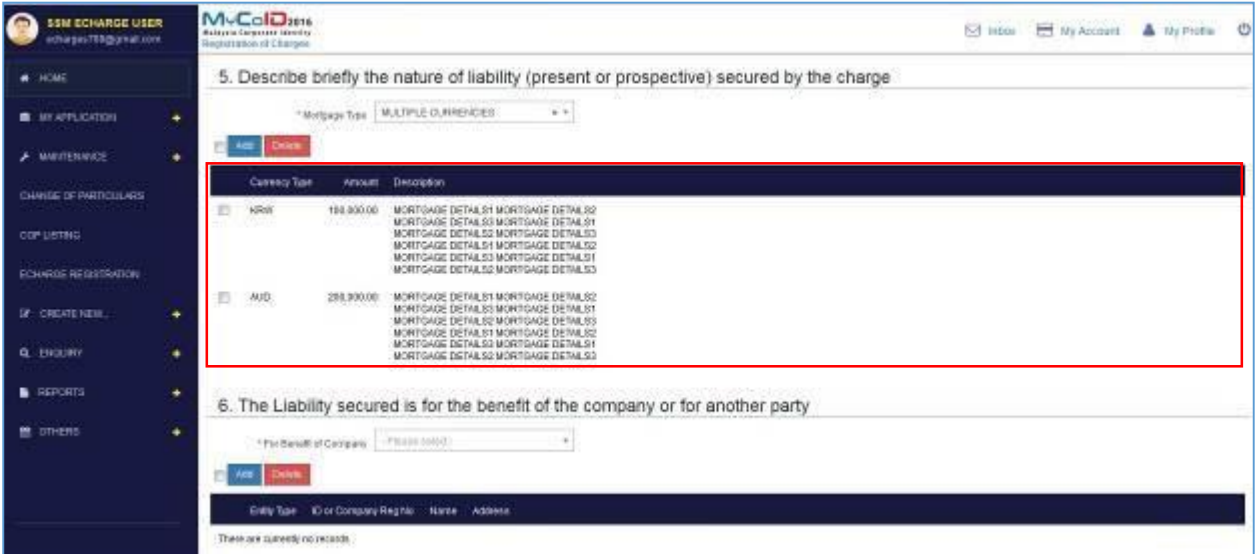 SSM ECHARGE USER
MyCoID2016
Malaysia Corporate Identity
Registration of Charges
Inbox My Account My Profile
HOME
MY APPLICATION
MAINTENANCE
CHANGE OF PARTICULARS
COP LISTING
ECHARGE REGISTRATION
CREATE NEW...
ENQUIRY
REPORTS
OTHERS
5. Describe briefly the nature of liability (present or prospective) secured by the charge
* Mortgage Type MULTIPLE CURRENCIES
Add Delete
Currency Type Amount Description
KRW 100,000.00 MORTGAGE DETAILS1 MORTGAGE DETAILS2
MORTGAGE DETAILS3 MORTGAGE DETAILS1
MORTGAGE DETAILS2 MORTGAGE DETAILS3
MORTGAGE DETAILS1 MORTGAGE DETAILS2
MORTGAGE DETAILS3 MORTGAGE DETAILS1
MORTGAGE DETAILS2 MORTGAGE DETAILS3
AUD 200,000.00 MORTGAGE DETAILS1 MORTGAGE DETAILS2
MORTGAGE DETAILS3 MORTGAGE DETAILS1
MORTGAGE DETAILS2 MORTGAGE DETAILS3
MORTGAGE DETAILS1 MORTGAGE DETAILS2
MORTGAGE DETAILS3 MORTGAGE DETAILS1
MORTGAGE DETAILS2 MORTGAGE DETAILS3
6. The Liability secured is for the benefit of the company or for another party
* For Benefit of Company - Please select -
Add Delete
Entity Type ID or Company Reg No Name Address
There are currently no records.